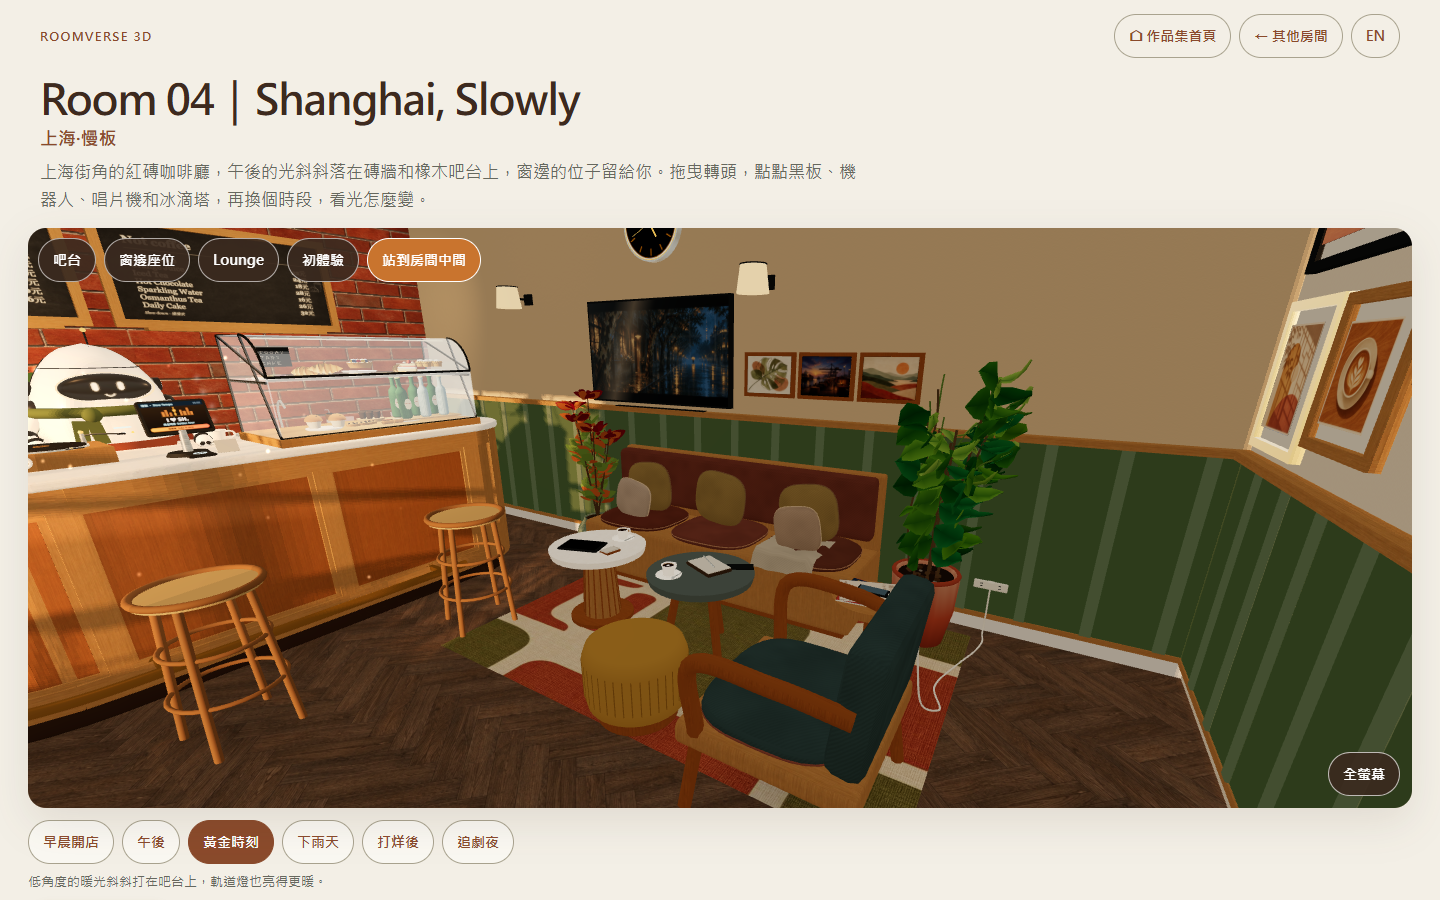 ROOMVERSE 3D
作品集首頁
← 其他房間
EN
Room 04｜Shanghai, Slowly
上海·慢板
上海街角的紅磚咖啡廳，午後的光斜斜落在磚牆和橡木吧台上，窗邊的位子留給你。拖曳轉頭，點點黑板、機
器人、唱片機和冰滴塔，再換個時段，看光怎麼變。
吧台
窗邊座位
Lounge
初體驗
站到房間中間
Hot Chocolate
Sparkling Water
Osmanthus Tea
Daily Cake
全螢幕
早晨開店
午後
黃金時刻
下雨天
打烊後
追劇夜
低角度的暖光斜斜打在吧台上，軌道燈也亮得更暖。